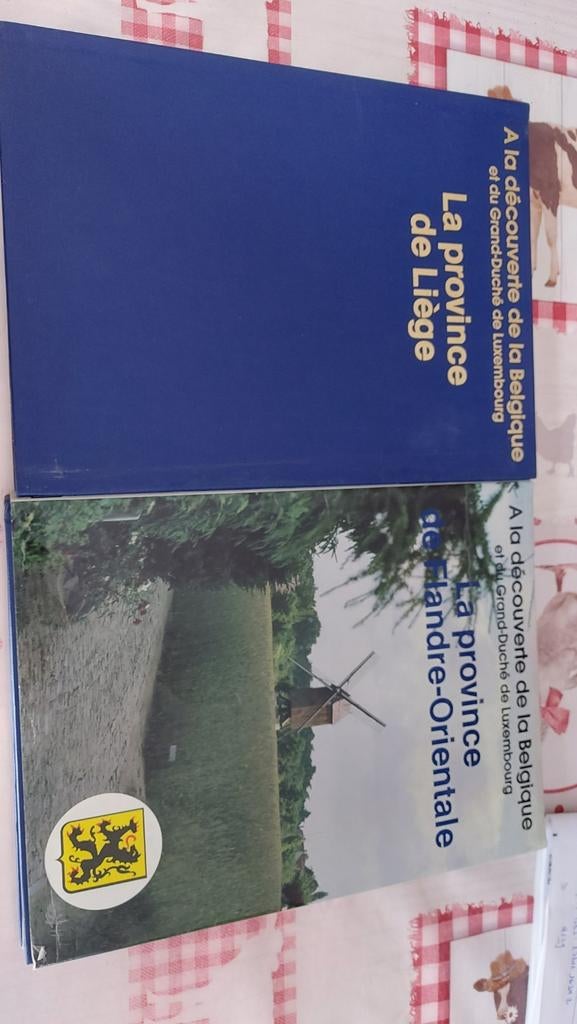 A la découverte de la Belgique
et du Grand-Duché de Luxembourg
La province
de Liège
A la découverte de la Belgique
et du Grand-Duché de Luxembourg
La province
de Flandre-Orientale